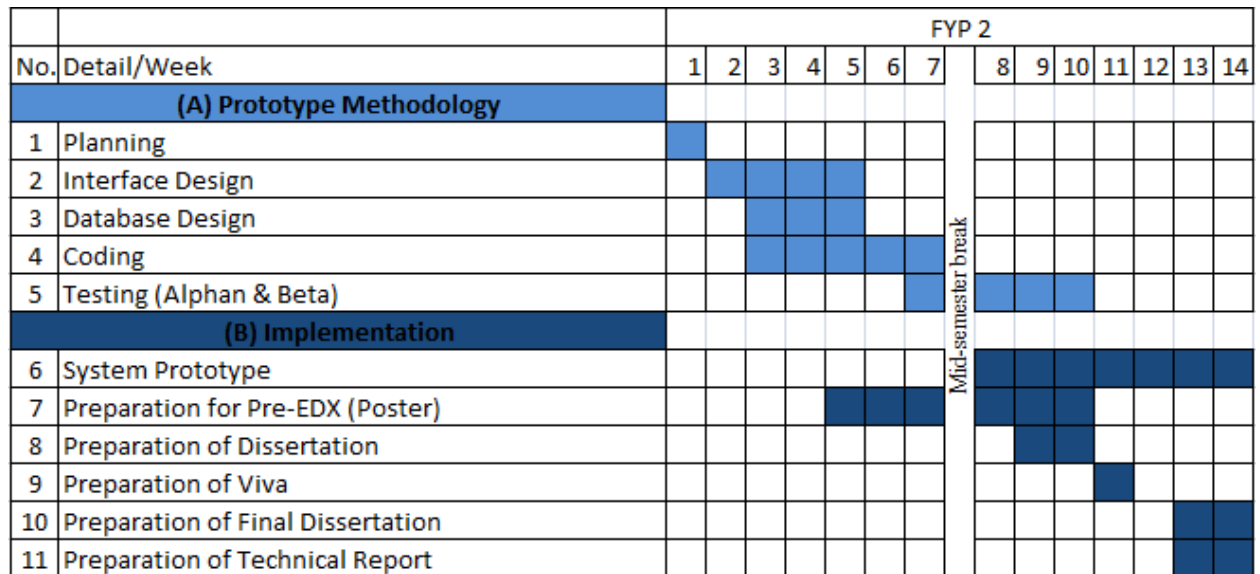 FYP 2
No. Detail/Week 1 2 3 4 5 6 7 8 9 10 11 12 13 14
(A) Prototype Methodology
1 Planning
2 Interface Design
3 Database Design
4 Coding
5 Testing (Alphan & Beta)
(B) Implementation
6 System Prototype
7 Preparation for Pre-EDX (Poster)
8 Preparation of Dissertation
9 Preparation of Viva
10 Preparation of Final Dissertation
11 Preparation of Technical Report
Mid-semester break